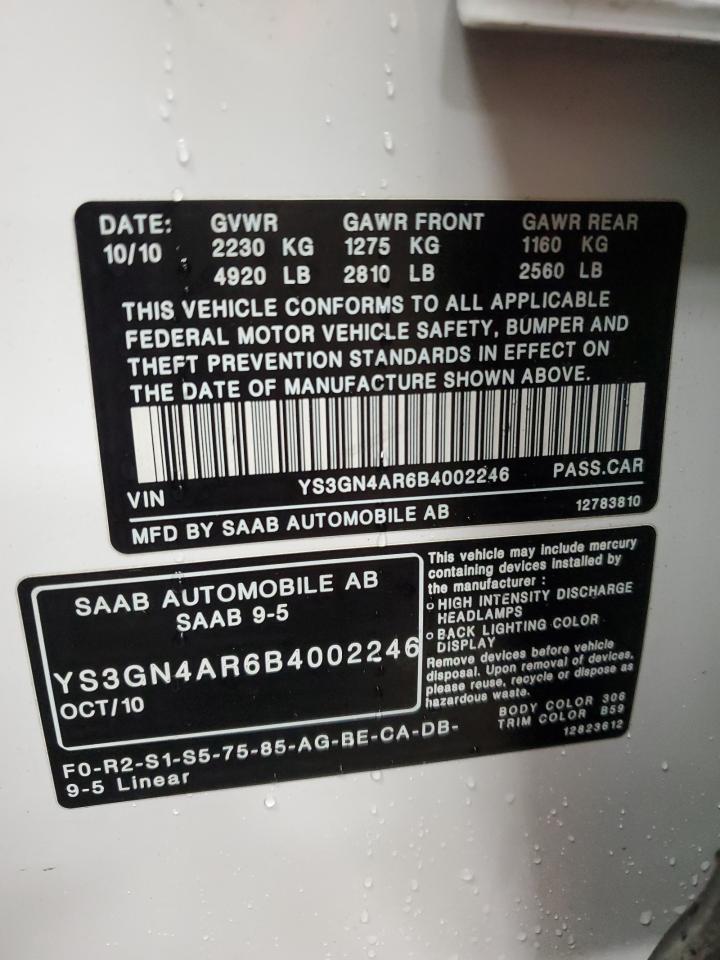 DATE: GVWR GAWR FRONT GAWR REAR
10/10 2230 KG 1275 KG 1160 KG
4920 LB 2810 LB 2560 LB
THIS VEHICLE CONFORMS TO ALL APPLICABLE
FEDERAL MOTOR VEHICLE SAFETY, BUMPER AND
THEFT PREVENTION STANDARDS IN EFFECT ON
THE DATE OF MANUFACTURE SHOWN ABOVE.
VIN YS3GN4AR6B4002246 PASS.CAR
MFD BY SAAB AUTOMOBILE AB 12783810
SAAB AUTOMOBILE AB
SAAB 9-5
YS3GN4AR6B4002246
OCT/10
This vehicle may include mercury
containing devices installed by
the manufacturer :
o HIGH INTENSITY DISCHARGE
HEADLAMPS
o BACK LIGHTING COLOR
DISPLAY
Remove devices before vehicle
disposal. Upon removal of devices,
please reuse, recycle or dispose as
hazardous waste.
BODY COLOR 306
TRIM COLOR B59
12823612
F0-R2-S1-S5-75-85-AG-BE-CA-DB-
9-5 Linear